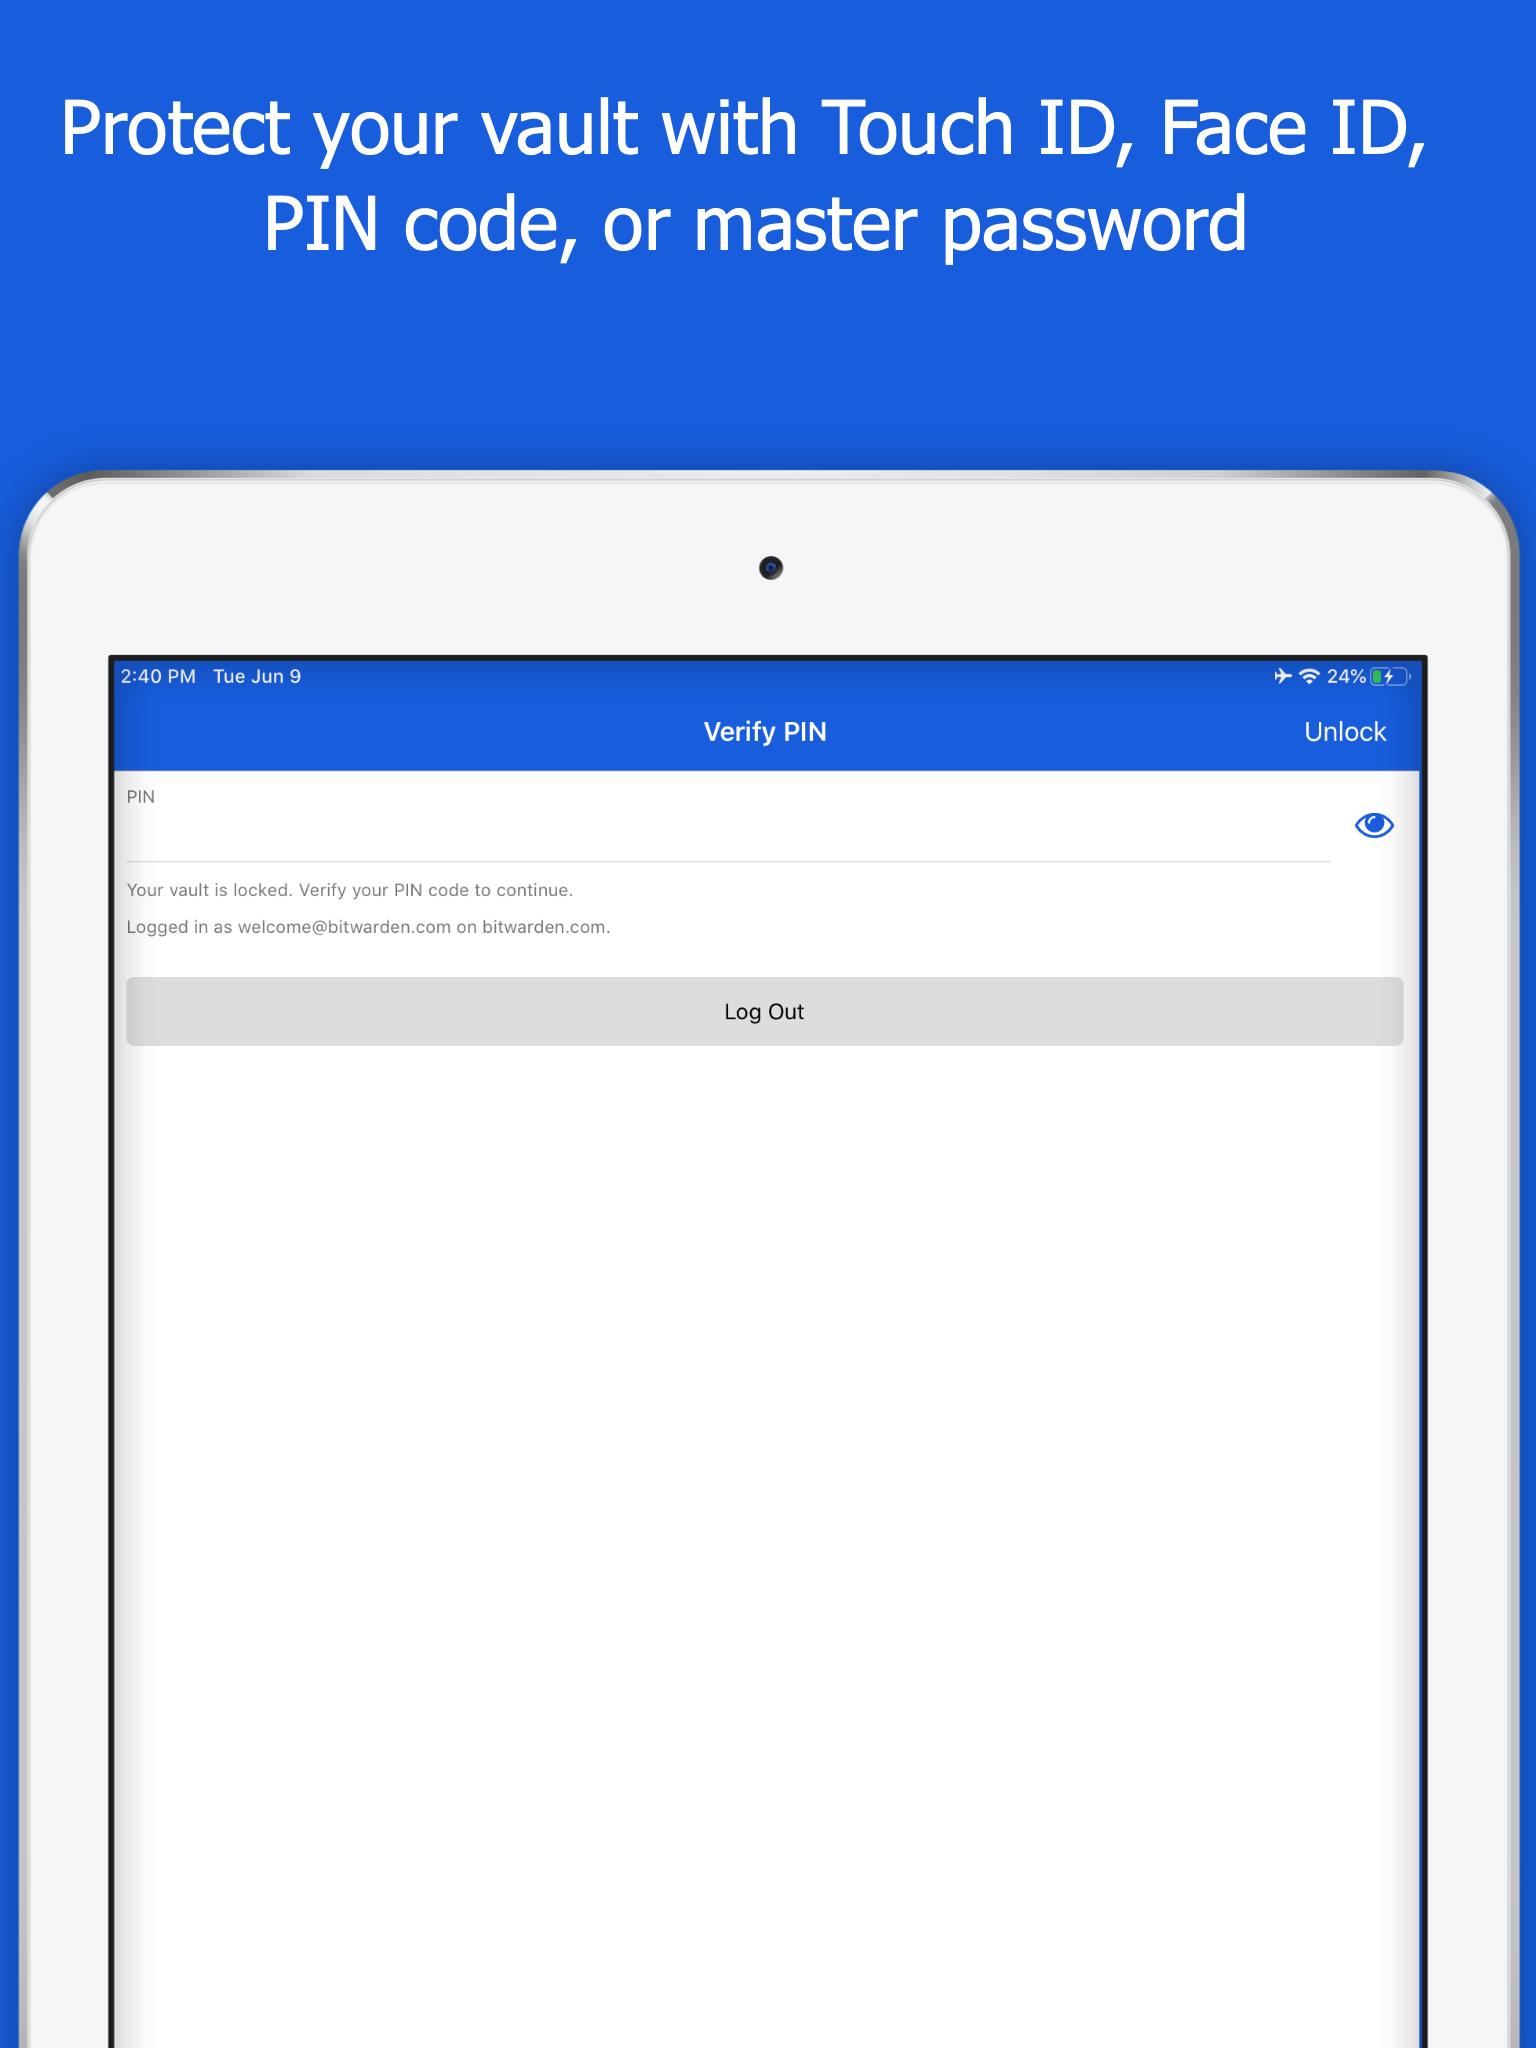 Protect your vault with Touch ID, Face ID,
PIN code, or master password
2:40 PM Tue Jun 9 24%
Verify PIN Unlock
PIN
Your vault is locked. Verify your PIN code to continue.
Logged in as welcome@bitwarden.com on bitwarden.com.
Log Out